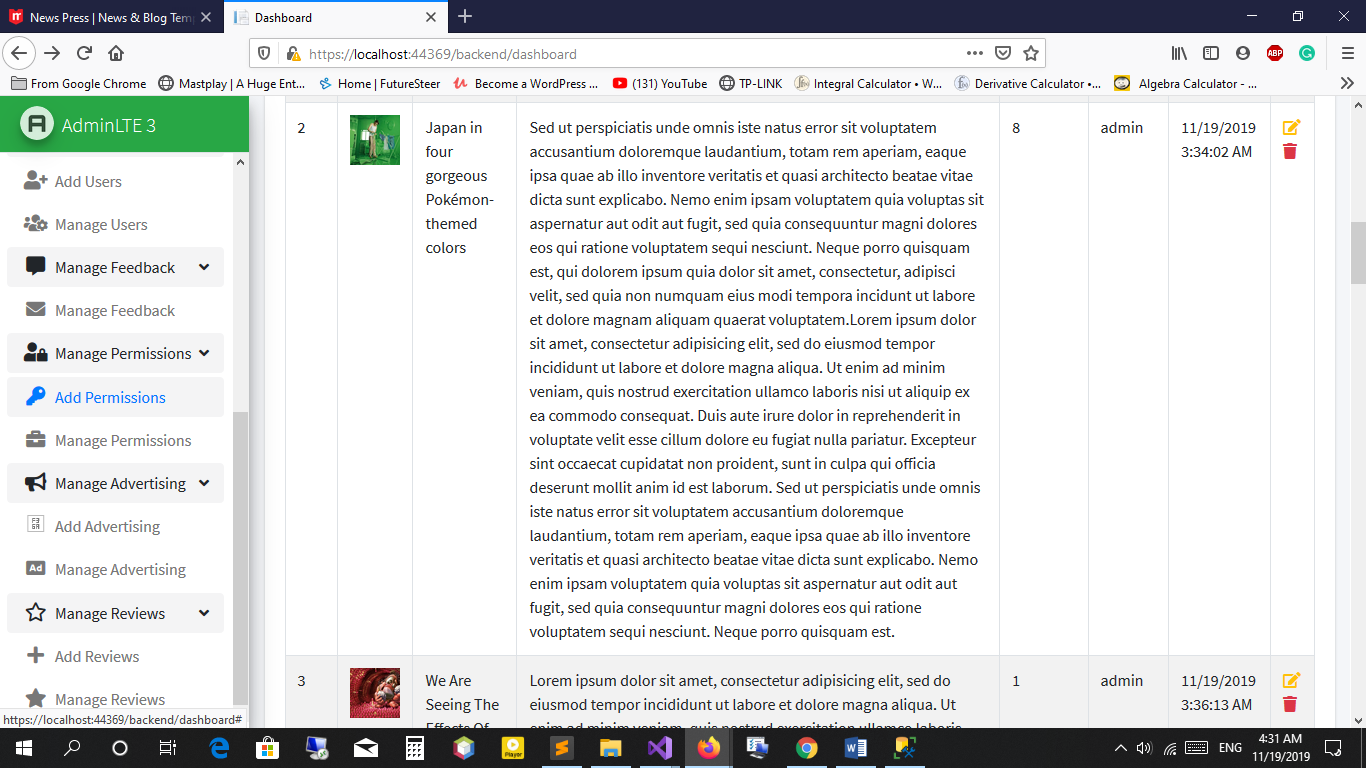 News Press | News & Blog Temp
Dashboard
https://localhost:44369/backend/dashboard
From Google Chrome
Mastplay | A Huge Ent...
Home | FutureSteer
Become a WordPress ...
(131) YouTube
TP-LINK
Integral Calculator • W...
Derivative Calculator •...
Algebra Calculator - ...
AdminLTE 3
Add Users
Manage Users
Manage Feedback
Manage Feedback
Manage Permissions
Add Permissions
Manage Permissions
Manage Advertising
Add Advertising
Ad Manage Advertising
Manage Reviews
Add Reviews
Manage Reviews
https://localhost:44369/backend/dashboard#
2
Japan in
four
gorgeous
Pokémon-
themed
colors
Sed ut perspiciatis unde omnis iste natus error sit voluptatem
accusantium doloremque laudantium, totam rem aperiam, eaque
ipsa quae ab illo inventore veritatis et quasi architecto beatae vitae
dicta sunt explicabo. Nemo enim ipsam voluptatem quia voluptas sit
aspernatur aut odit aut fugit, sed quia consequuntur magni dolores
eos qui ratione voluptatem sequi nesciunt. Neque porro quisquam
est, qui dolorem ipsum quia dolor sit amet, consectetur, adipisci
velit, sed quia non numquam eius modi tempora incidunt ut labore
et dolore magnam aliquam quaerat voluptatem.Lorem ipsum dolor
sit amet, consectetur adipisicing elit, sed do eiusmod tempor
incididunt ut labore et dolore magna aliqua. Ut enim ad minim
veniam, quis nostrud exercitation ullamco laboris nisi ut aliquip ex
ea commodo consequat. Duis aute irure dolor in reprehenderit in
voluptate velit esse cillum dolore eu fugiat nulla pariatur. Excepteur
sint occaecat cupidatat non proident, sunt in culpa qui officia
deserunt mollit anim id est laborum. Sed ut perspiciatis unde omnis
iste natus error sit voluptatem accusantium doloremque
laudantium, totam rem aperiam, eaque ipsa quae ab illo inventore
veritatis et quasi architecto beatae vitae dicta sunt explicabo. Nemo
enim ipsam voluptatem quia voluptas sit aspernatur aut odit aut
fugit, sed quia consequuntur magni dolores eos qui ratione
voluptatem sequi nesciunt. Neque porro quisquam est.
8
admin
11/19/2019
3:34:02 AM
3
We Are
Seeing The
Effects Of
Lorem ipsum dolor sit amet, consectetur adipisicing elit, sed do
eiusmod tempor incididunt ut labore et dolore magna aliqua. Ut
enim ad minim veniam, quis nostrud exercitation ullamco laboris
1
admin
11/19/2019
3:36:13 AM
ENG
4:31 AM
11/19/2019